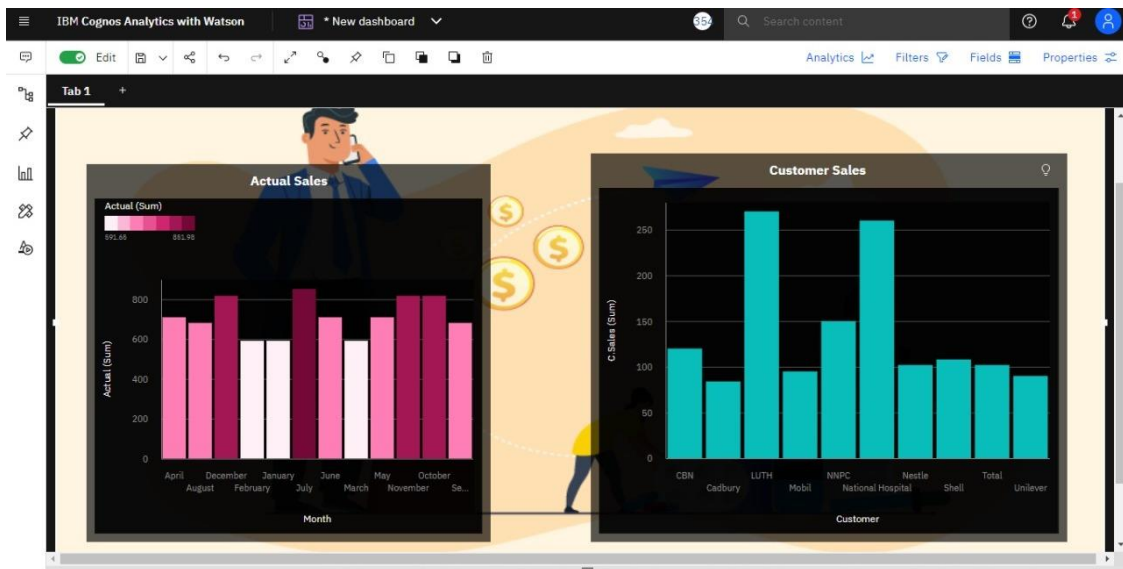 IBM Cognos Analytics with Watson
* New dashboard
354
Search content
1
Edit
Analytics
Filters
Fields
Properties
Tab 1
+
Actual Sales
Actual (Sum)
591.66
851.98
800
600
400
200
0
Actual (Sum)
April
August
December
February
January
July
June
March
May
November
October
Se...
Month
Customer Sales
250
200
150
100
50
0
C.Sales (Sum)
CBN
Cadbury
LUTH
Mobil
NNPC
National Hospital
Nestle
Shell
Total
Unilever
Customer